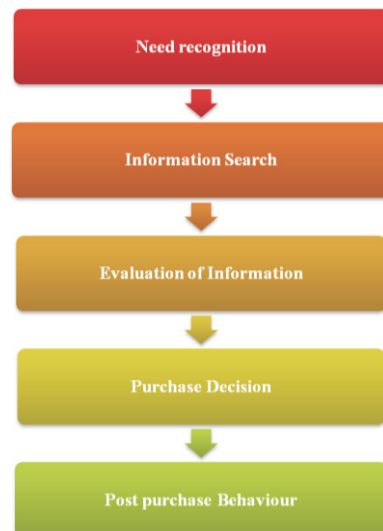 Need recognition
Information Search
Evaluation of Information
Purchase Decision
Post purchase Behaviour